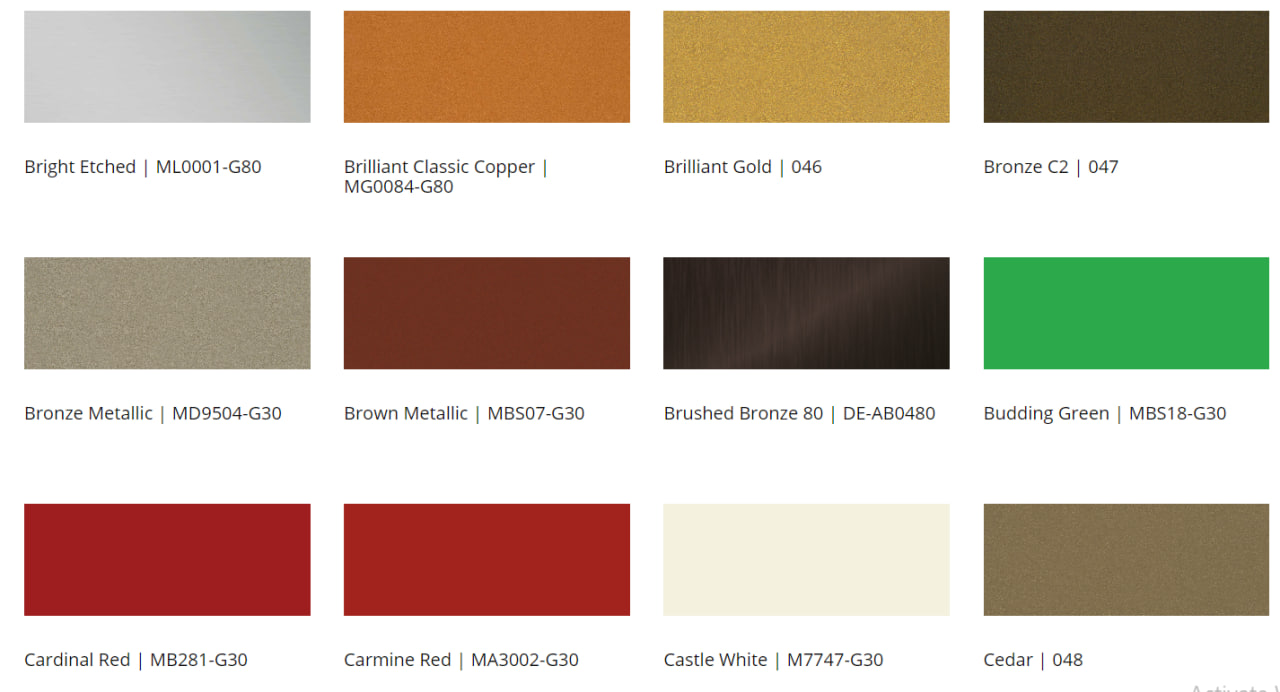 Bright Etched | ML0001-G80
Brilliant Classic Copper |
MG0084-G80
Brilliant Gold | 046
Bronze C2 | 047
Bronze Metallic | MD9504-G30
Brown Metallic | MBS07-G30
Brushed Bronze 80 | DE-AB0480
Budding Green | MBS18-G30
Cardinal Red | MB281-G30
Carmine Red | MA3002-G30
Castle White | M7747-G30
Cedar | 048